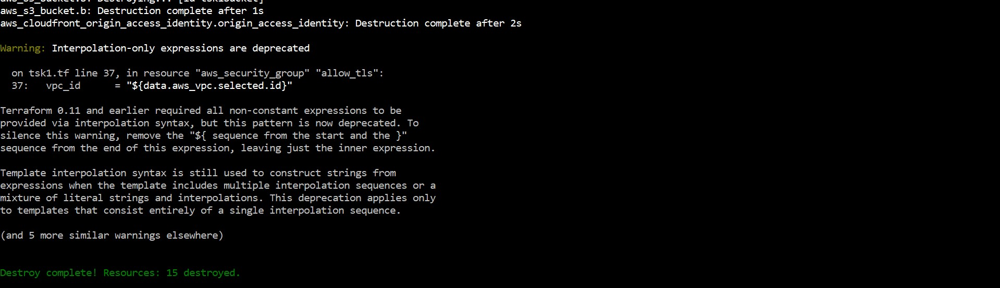 aws_s3_bucket.b: Destroying... [id=tsk1bucket]
aws_s3_bucket.b: Destruction complete after 1s
aws_cloudfront_origin_access_identity.origin_access_identity: Destruction complete after 2s
Warning: Interpolation-only expressions are deprecated
on tsk1.tf line 37, in resource "aws_security_group" "allow_tls":
37: vpc_id = "${data.aws_vpc.selected.id}"
Terraform 0.11 and earlier required all non-constant expressions to be
provided via interpolation syntax, but this pattern is now deprecated. To
silence this warning, remove the "${ sequence from the start and the }"
sequence from the end of this expression, leaving just the inner expression.
Template interpolation syntax is still used to construct strings from
expressions when the template includes multiple interpolation sequences or a
mixture of literal strings and interpolations. This deprecation applies only
to templates that consist entirely of a single interpolation sequence.
(and 5 more similar warnings elsewhere)
Destroy complete! Resources: 15 destroyed.